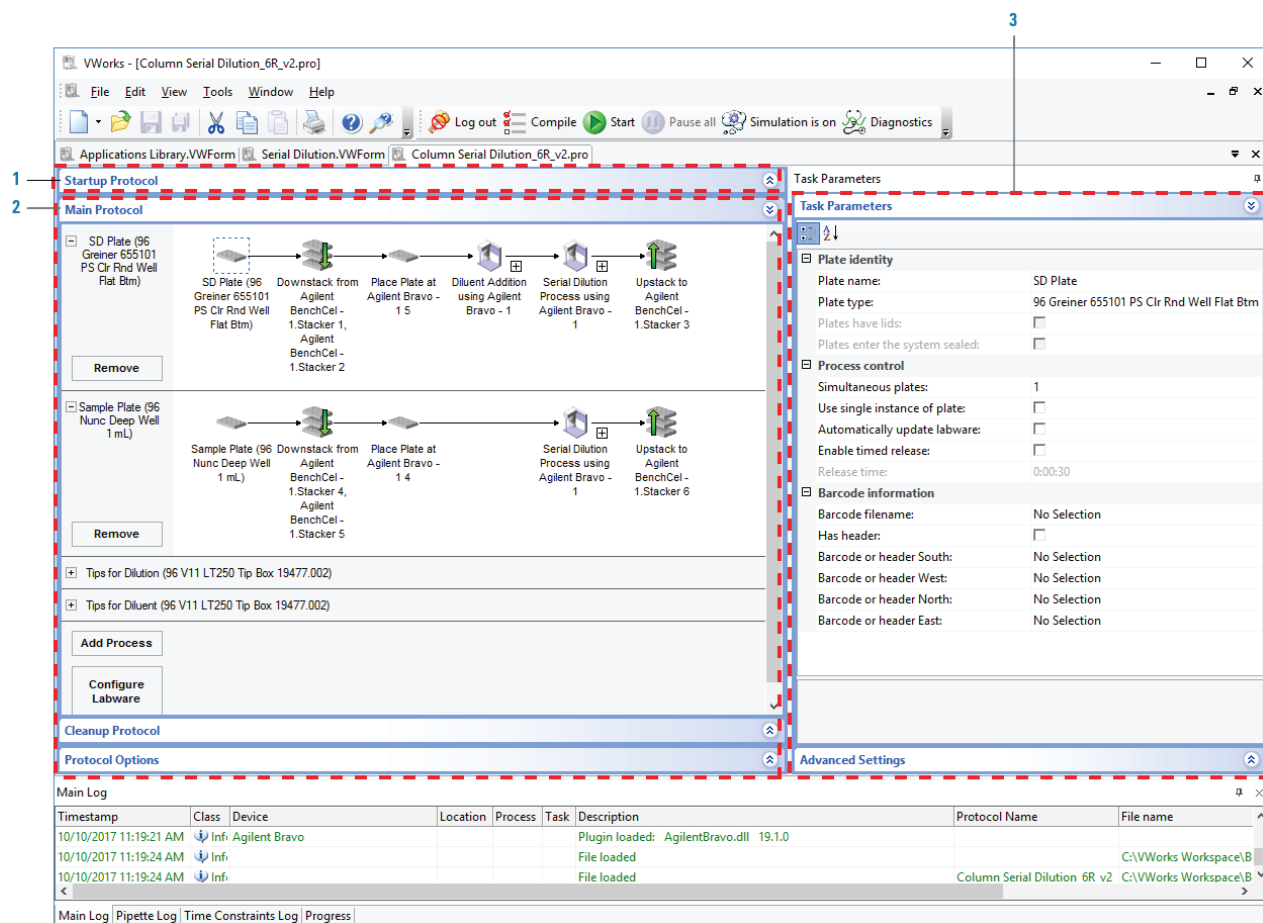 3
VWorks - [Column Serial Dilution_6R_v2.pro]
File Edit View Tools Window Help
Log out Compile Start Pause all Simulation is on Diagnostics
Applications Library.VWForm Serial Dilution.VWForm Column Serial Dilution_6R_v2.pro
1
Startup Protocol
2
Main Protocol
SD Plate (96
Greiner 655101
PS Clr Rnd Well
Flat Btm)
Remove
SD Plate (96
Greiner 655101
PS Clr Rnd Well
Flat Btm)
Downstack from
Agilent
BenchCel -
1.Stacker 1,
Agilent
BenchCel -
1.Stacker 2
Place Plate at
Agilent Bravo -
1 5
Diluent Addition
using Agilent
Bravo - 1
Serial Dilution
Process using
Agilent Bravo -
1
Upstack to
Agilent
BenchCel -
1.Stacker 3
Sample Plate (96
Nunc Deep Well
1 mL)
Remove
Sample Plate (96
Nunc Deep Well
1 mL)
Downstack from
Agilent
BenchCel -
1.Stacker 4,
Agilent
BenchCel -
1.Stacker 5
Place Plate at
Agilent Bravo -
1 4
Serial Dilution
Process using
Agilent Bravo -
1
Upstack to
Agilent
BenchCel -
1.Stacker 6
Tips for Dilution (96 V11 LT250 Tip Box 19477.002)
Tips for Diluent (96 V11 LT250 Tip Box 19477.002)
Add Process
Configure
Labware
Cleanup Protocol
Protocol Options
Task Parameters
Task Parameters
Plate identity
Plate name: SD Plate
Plate type: 96 Greiner 655101 PS Clr Rnd Well Flat Btm
Plates have lids:
Plates enter the system sealed:
Process control
Simultaneous plates: 1
Use single instance of plate:
Automatically update labware:
Enable timed release:
Release time: 0:00:30
Barcode information
Barcode filename: No Selection
Has header:
Barcode or header South: No Selection
Barcode or header West: No Selection
Barcode or header North: No Selection
Barcode or header East: No Selection
Advanced Settings
Main Log
Timestamp Class Device Location Process Task Description Protocol Name File name
10/10/2017 11:19:21 AM Inf Agilent Bravo Plugin loaded: AgilentBravo.dll 19.1.0
10/10/2017 11:19:24 AM Inf File loaded C:\VWorks Workspace\B
10/10/2017 11:19:24 AM Inf File loaded Column Serial Dilution_6R_v2 C:\VWorks Workspace\B
Main Log Pipette Log Time Constraints Log Progress